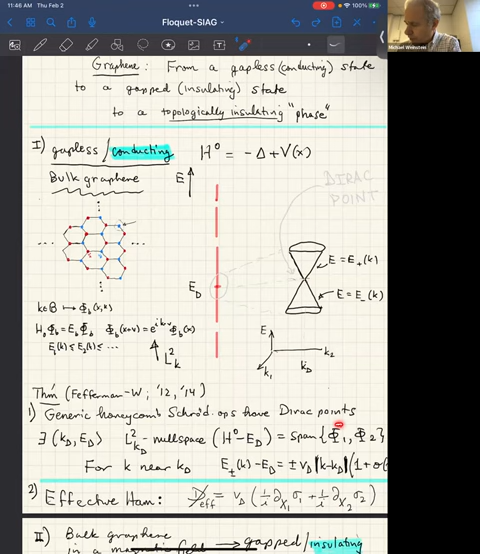 11:46 AM Thu Feb 2
100%
Floquet-SIAG
Michael Weinstein
Graphene: From a gapless (conducting) state
to a gapped (insulating) state
to a topologically insulating "phase"
I) gapless/conducting H⁰ = -Δ+V(x)
Bulk graphene
E
DIRAC
POINT
E = E₊(k)
E_D
E = E₋(k)
k∈B ↦ Φ_b(x,k)
H₀Φ_b = E_bΦ_b Φ_b(x+v) = e^{ik·v}Φ_b(x)
E₁(k) ≤ E₂(k) ≤ ...
L²_k
E
k₁
k_D
k₂
Thm (Fefferman-W; '12, '14)
1) Generic honeycomb Schröd. ops have Dirac points
∃ (k_D, E_D) L²_{k_D} - nullspace (H⁰-E_D) = span{Φ₁, Φ₂}
For k near k_D E_±(k) - E_D = ± v_D |k-k_D| (1+o(
2) Effective Ham: D̸_eff = v_D (1/i ∂_{X₁} σ₁ + 1/i ∂_{X₂} σ₂)
II) Bulk graphene → gapped/insulating
in a magnetic field